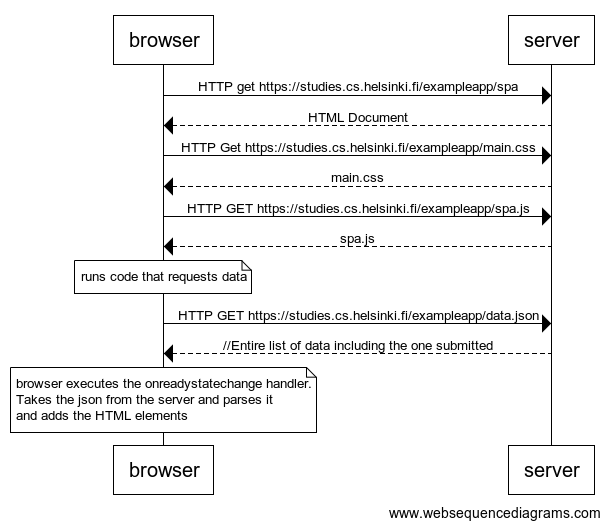 browser
server
HTTP get https://studies.cs.helsinki.fi/exampleapp/spa
HTML Document
HTTP Get https://studies.cs.helsinki.fi/exampleapp/main.css
main.css
HTTP GET https://studies.cs.helsinki.fi/exampleapp/spa.js
spa.js
runs code that requests data
HTTP GET https://studies.cs.helsinki.fi/exampleapp/data.json
//Entire list of data including the one submitted
browser executes the onreadystatechange handler.
Takes the json from the server and parses it
and adds the HTML elements
browser
server
www.websequencediagrams.com